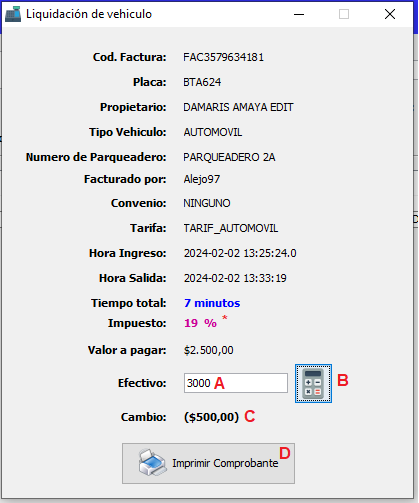 Liquidación de vehiculo
Cod. Factura: FAC3579634181
Placa: BTA624
Propietario: DAMARIS AMAYA EDIT
Tipo Vehiculo: AUTOMOVIL
Numero de Parqueadero: PARQUEADERO 2A
Facturado por: Alejo97
Convenio: NINGUNO
Tarifa: TARIF_AUTOMOVIL
Hora Ingreso: 2024-02-02 13:25:24.0
Hora Salida: 2024-02-02 13:33:19
Tiempo total: 7 minutos
Impuesto: 19 % *
Valor a pagar: $2.500,00
Efectivo: 3000 A B
Cambio: ($500,00) C
Imprimir Comprobante D